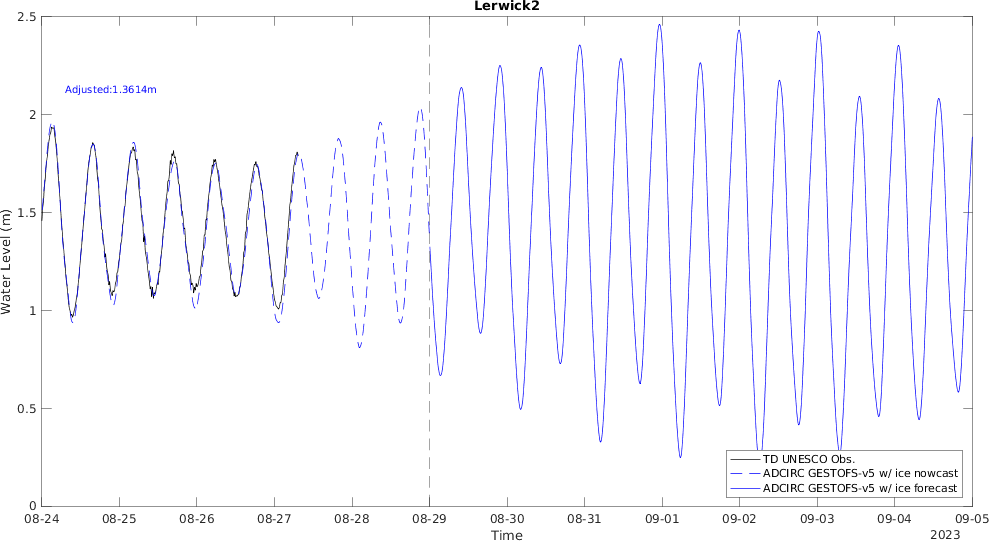 Lerwick2
2.5
2
1.5
1
0.5
0
Water Level (m)
Adjusted:1.3614m
TD UNESCO Obs.
ADCIRC GESTOFS-v5 w/ ice nowcast
ADCIRC GESTOFS-v5 w/ ice forecast
08-24 08-25 08-26 08-27 08-28 08-29 08-30 08-31 09-01 09-02 09-03 09-04 09-05
Time
2023